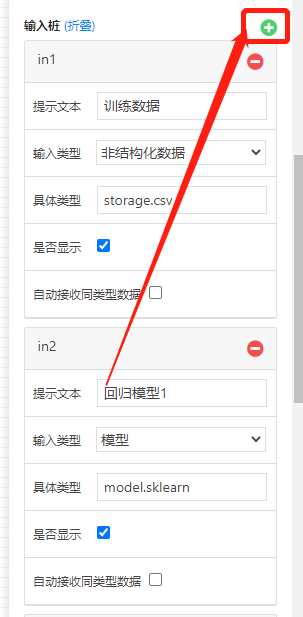 输入桩 (折叠)
in1
提示文本 训练数据
输入类型 非结构化数据
具体类型 storage.csv
是否显示
自动接收同类型数据
in2
提示文本 回归模型1
输入类型 模型
具体类型 model.sklearn
是否显示
自动接收同类型数据